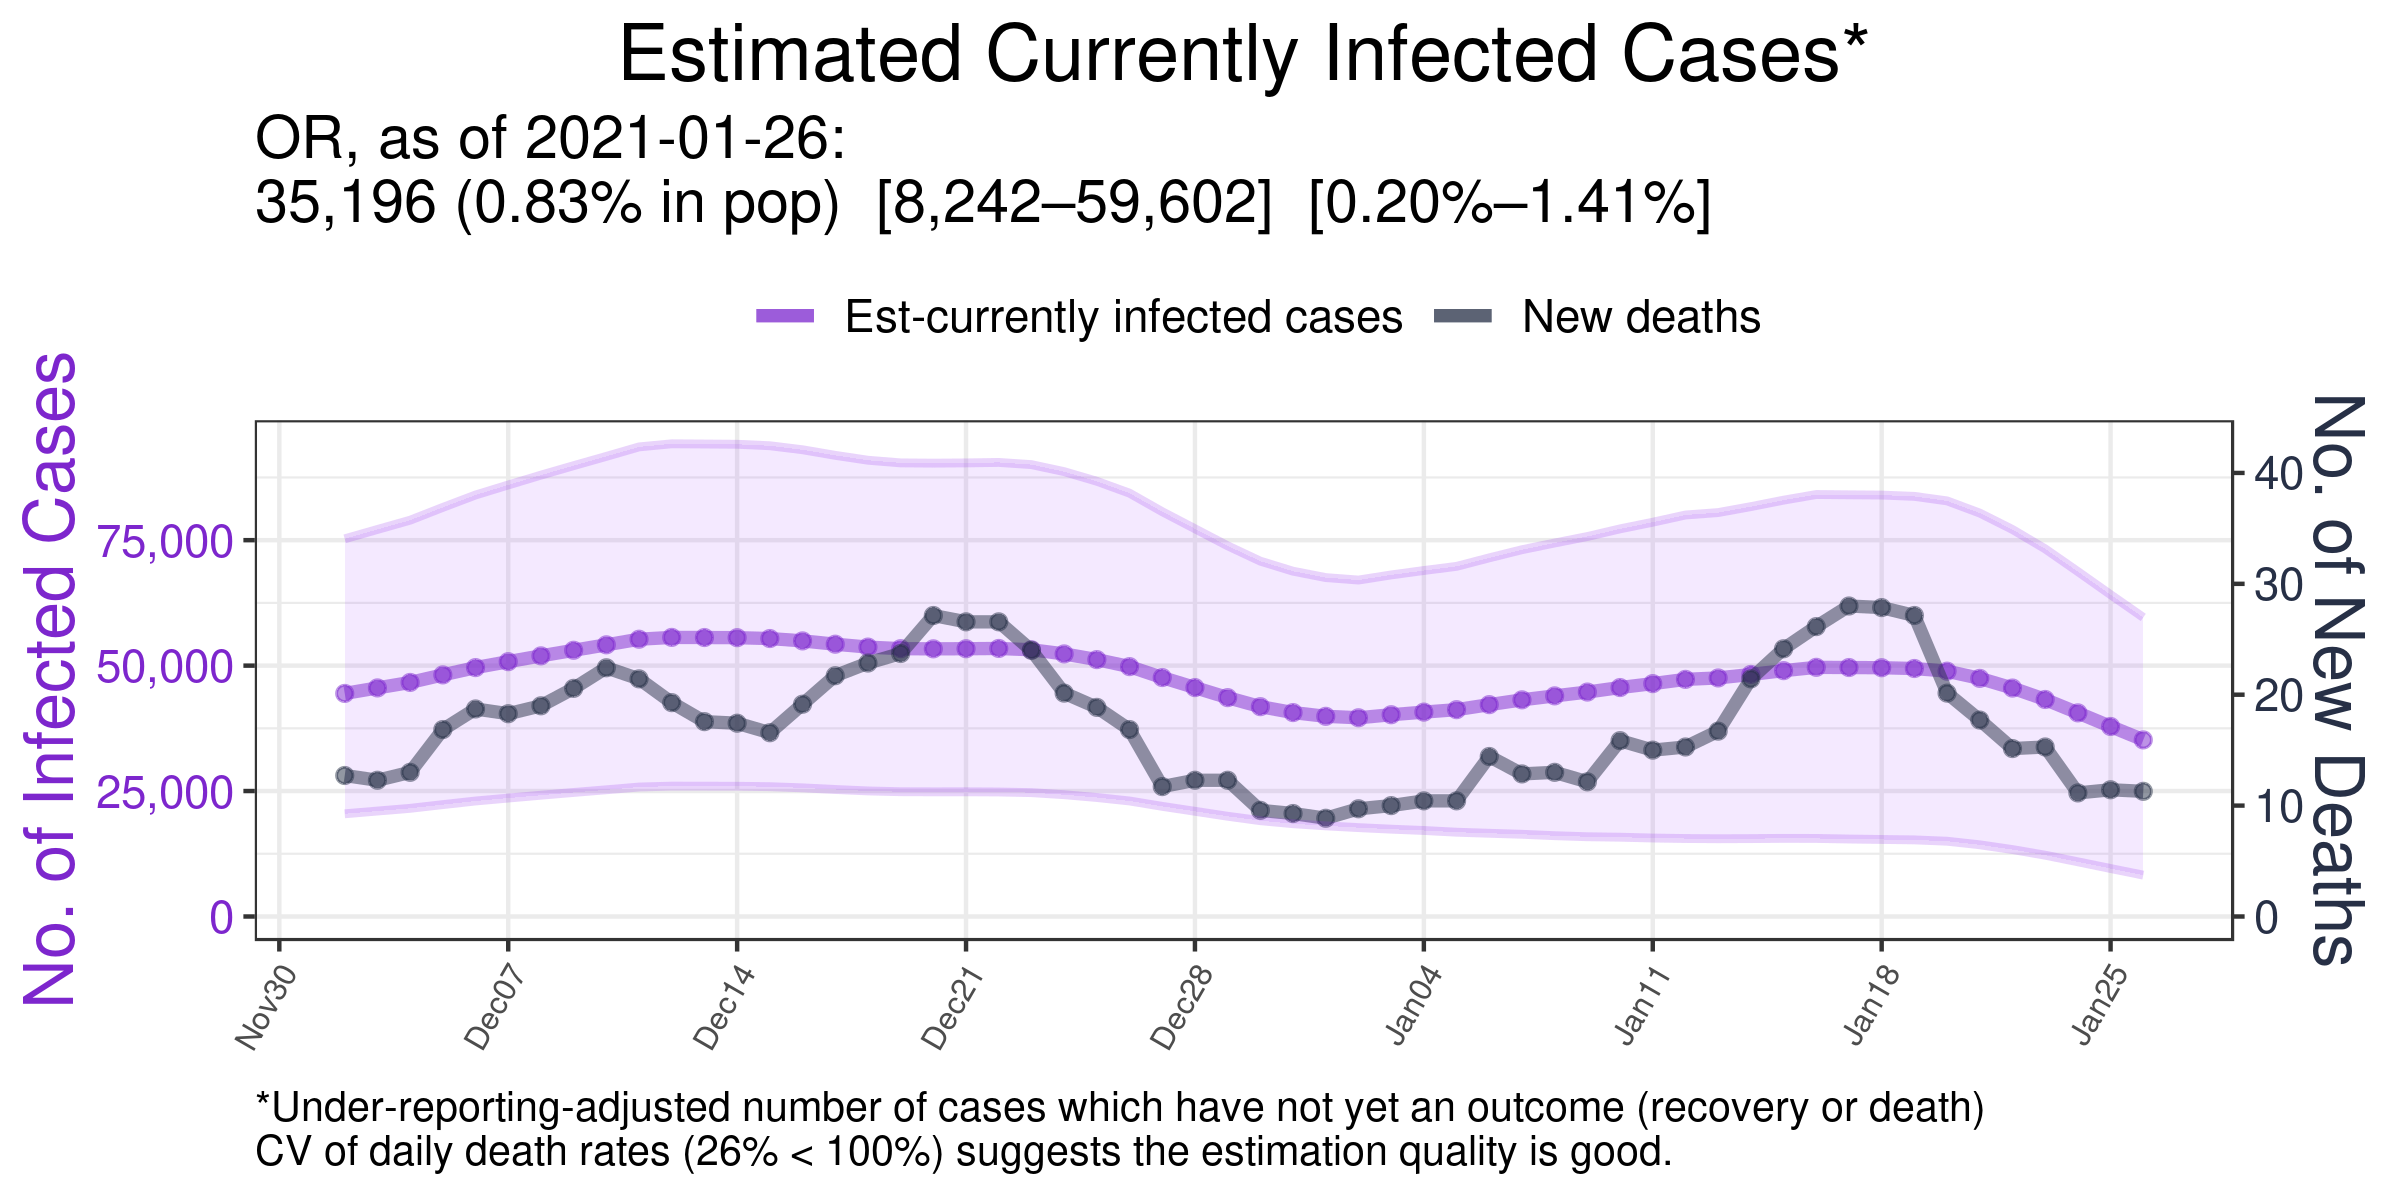 Estimated Currently Infected Cases*
OR, as of 2021-01-26:
35,196 (0.83% in pop)  [8,242–59,602]  [0.20%–1.41%]
Est-currently infected cases
New deaths
No. of Infected Cases
75,000
50,000
25,000
0
No. of New Deaths
40
30
20
10
0
Nov30
Dec07
Dec14
Dec21
Dec28
Jan04
Jan11
Jan18
Jan25
*Under-reporting-adjusted number of cases which have not yet an outcome (recovery or death)
CV of daily death rates (26% < 100%) suggests the estimation quality is good.